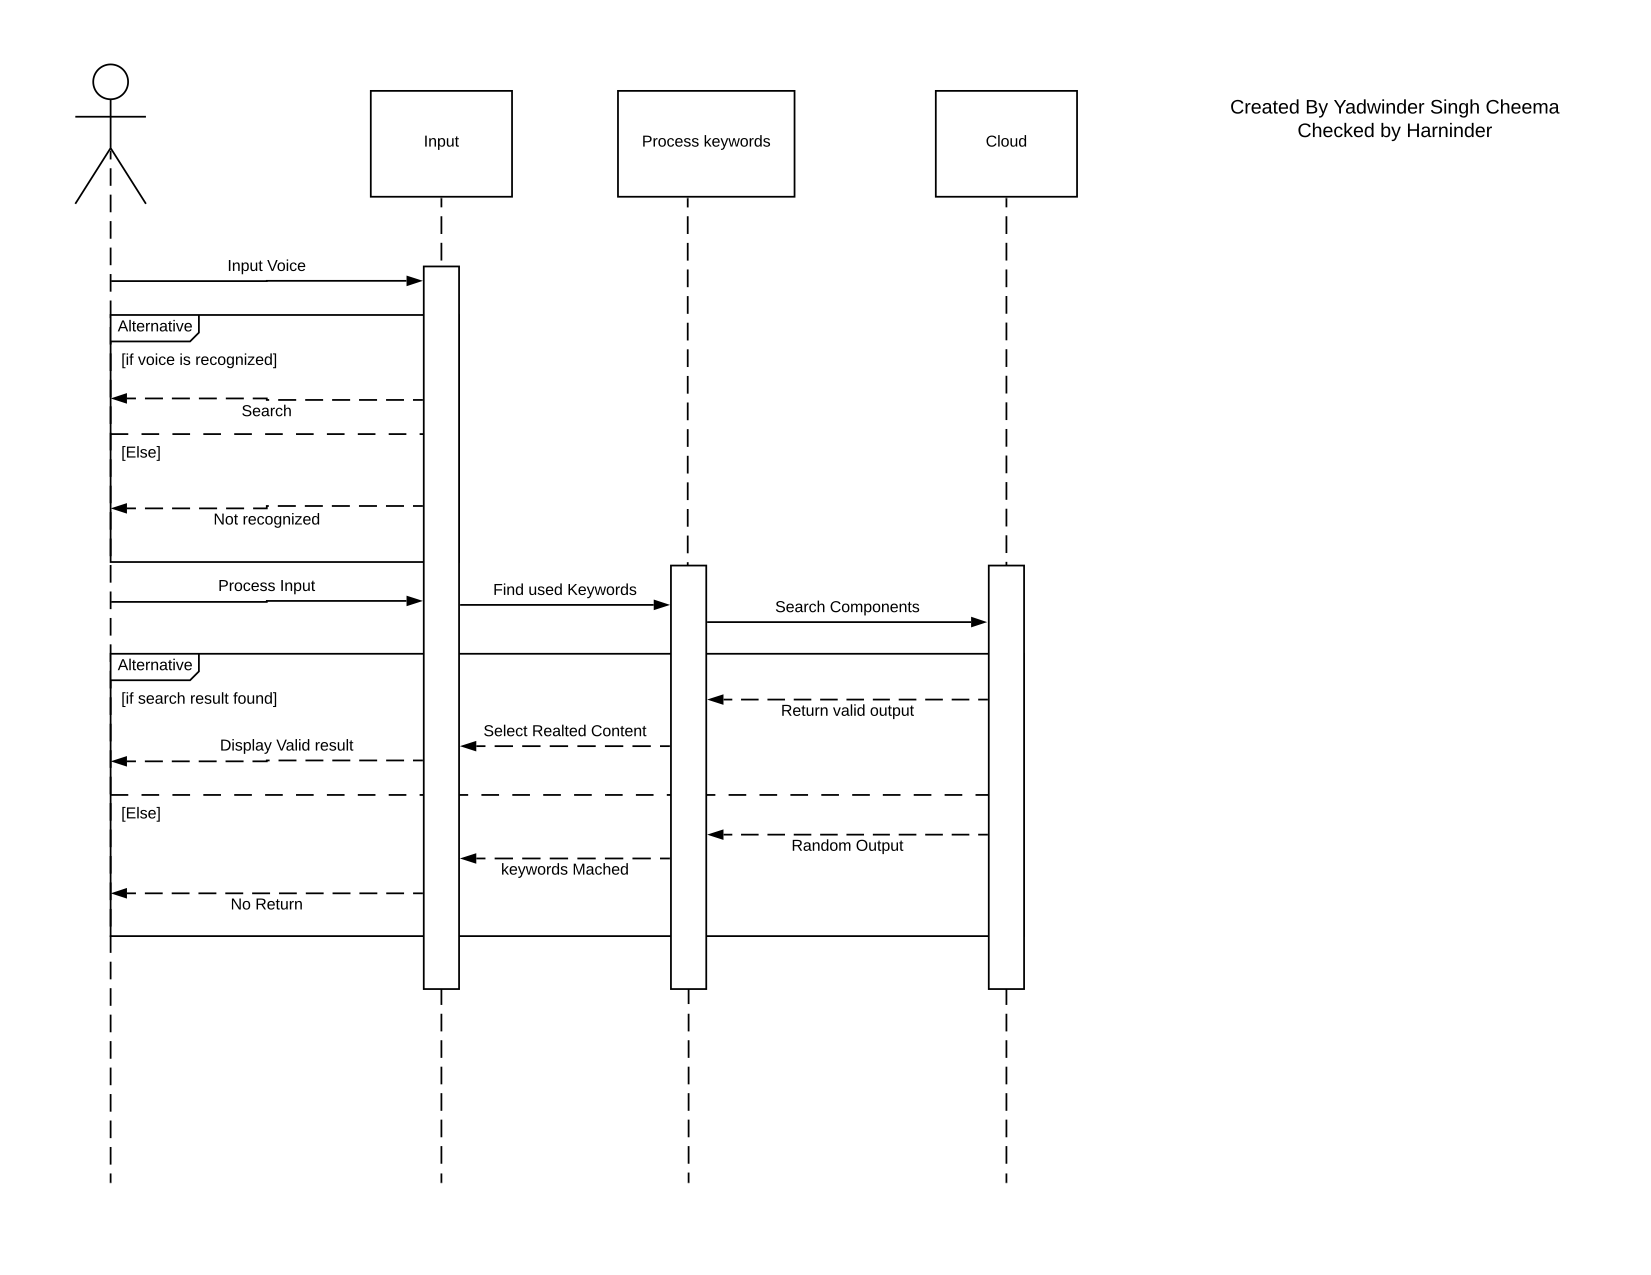 Created By Yadwinder Singh Cheema
Checked by Harninder
Input
Process keywords
Cloud
Input Voice
Alternative
[if voice is recognized]
Search
[Else]
Not recognized
Process Input
Find used Keywords
Search Components
Alternative
[if search result found]
Return valid output
Select Realted Content
Display Valid result
[Else]
Random Output
keywords Mached
No Return